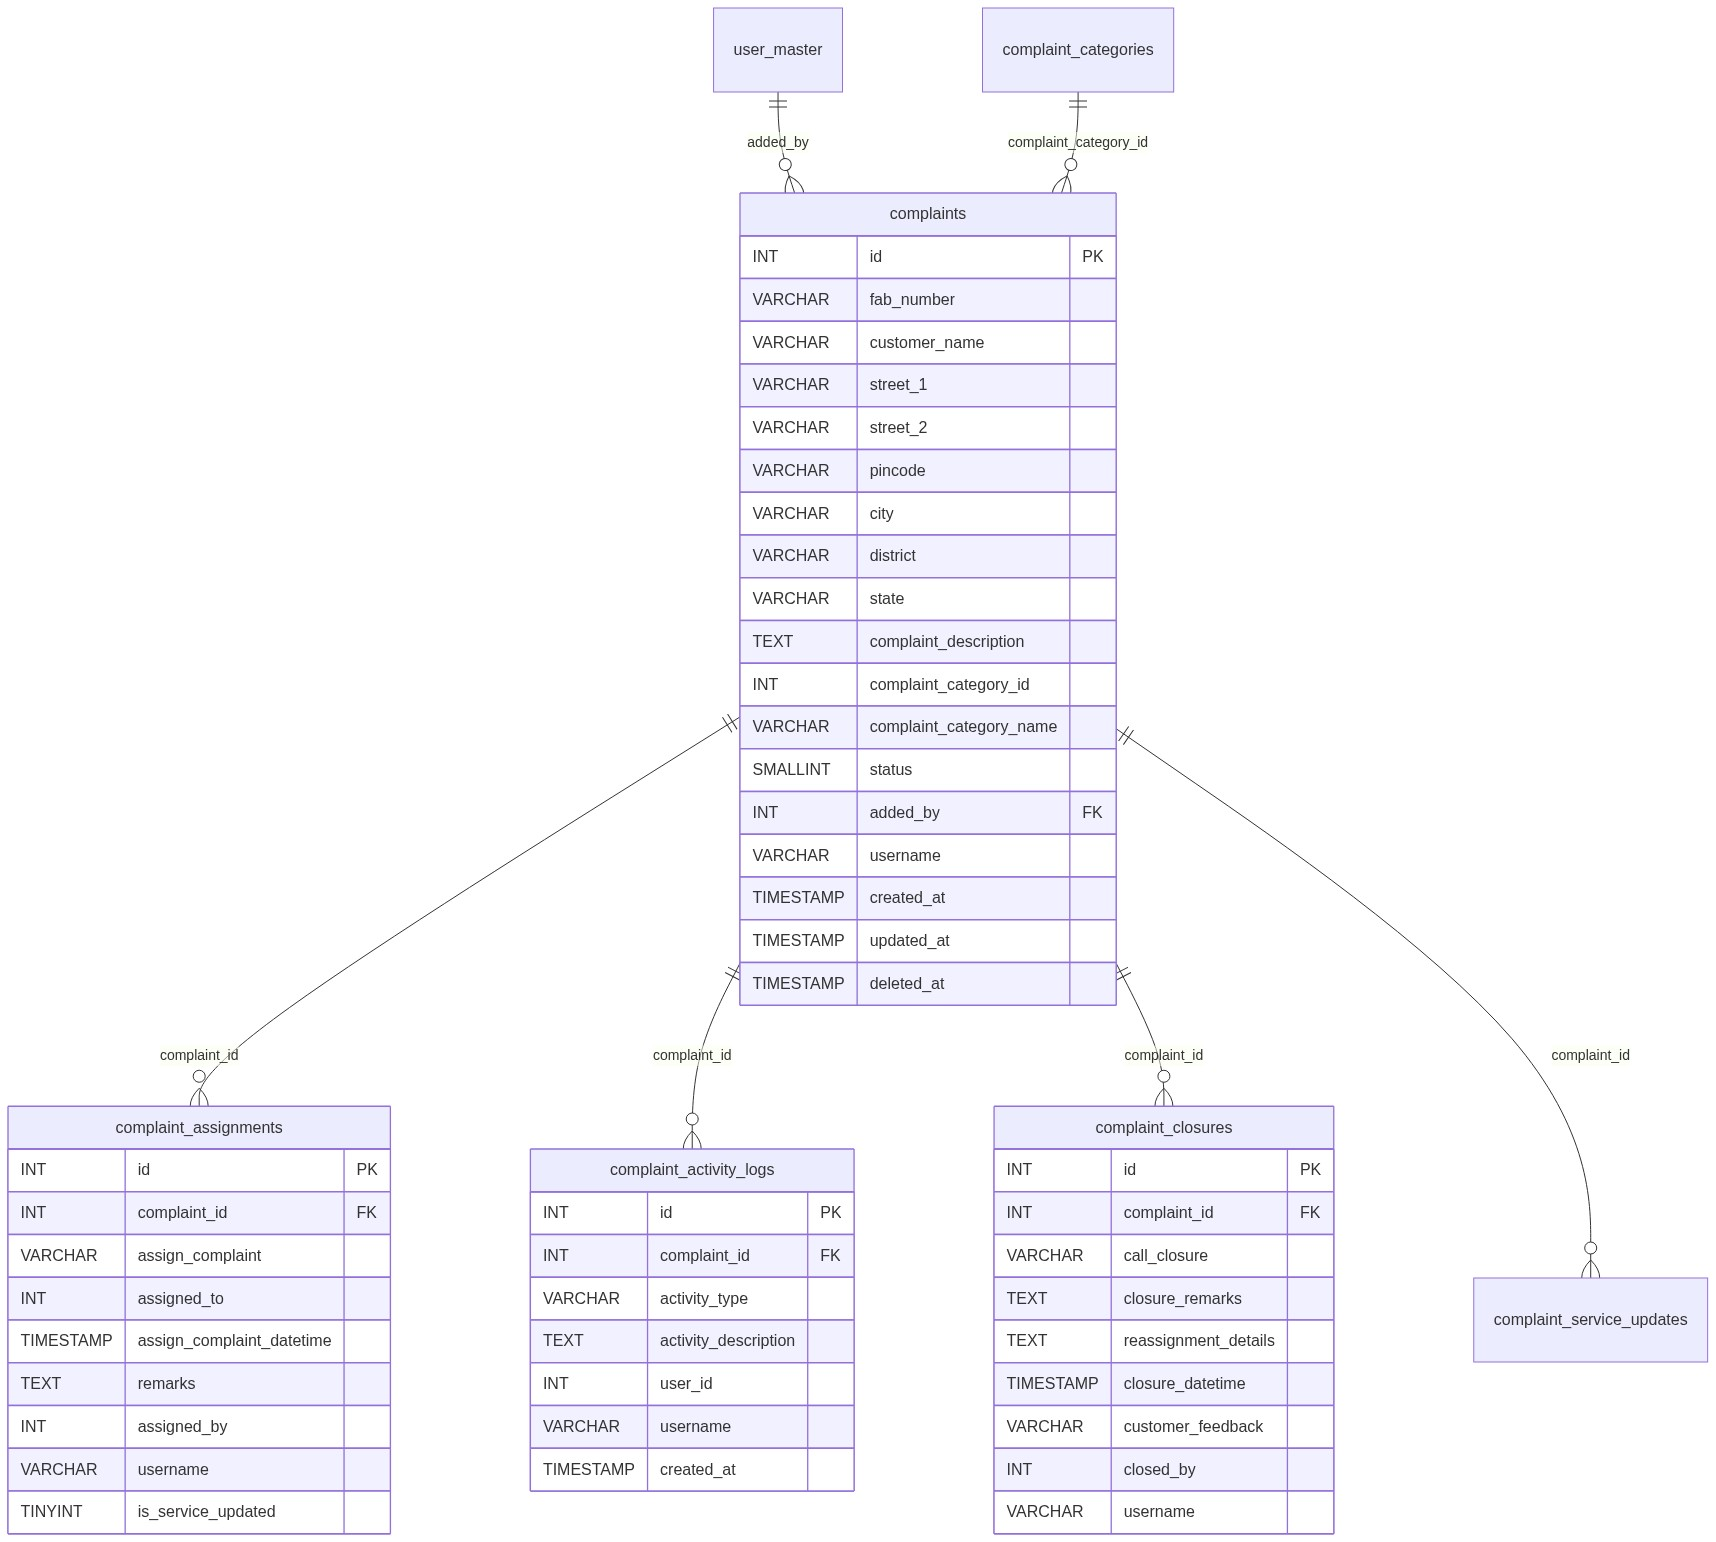 user_master
complaint_categories
added_by
complaint_category_id
complaints
INT id PK
VARCHAR fab_number
VARCHAR customer_name
VARCHAR street_1
VARCHAR street_2
VARCHAR pincode
VARCHAR city
VARCHAR district
VARCHAR state
TEXT complaint_description
INT complaint_category_id
VARCHAR complaint_category_name
SMALLINT status
INT added_by FK
VARCHAR username
TIMESTAMP created_at
TIMESTAMP updated_at
TIMESTAMP deleted_at
complaint_id
complaint_id
complaint_id
complaint_id
complaint_assignments
INT id PK
INT complaint_id FK
VARCHAR assign_complaint
INT assigned_to
TIMESTAMP assign_complaint_datetime
TEXT remarks
INT assigned_by
VARCHAR username
TINYINT is_service_updated
complaint_activity_logs
INT id PK
INT complaint_id FK
VARCHAR activity_type
TEXT activity_description
INT user_id
VARCHAR username
TIMESTAMP created_at
complaint_closures
INT id PK
INT complaint_id FK
VARCHAR call_closure
TEXT closure_remarks
TEXT reassignment_details
TIMESTAMP closure_datetime
VARCHAR customer_feedback
INT closed_by
VARCHAR username
complaint_service_updates